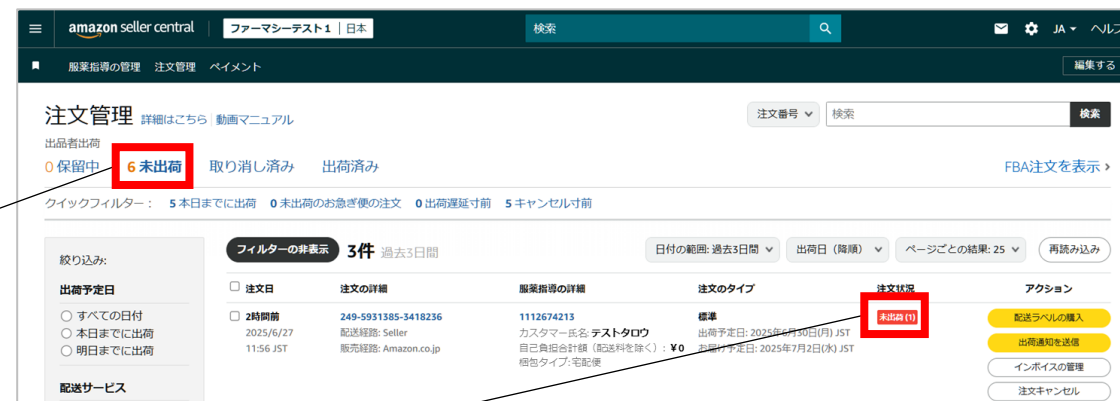 amazon seller central ファーマシーテスト１ 日本 検索 JA
服薬指導の管理 注文管理 ペイメント 編集する
注文管理 詳細はこちら 動画マニュアル 注文番号 検索 検索
出品者出荷
0 保留中 6 未出荷 取り消し済み 出荷済み FBA注文を表示
クイックフィルター： 5 本日までに出荷 0 未出荷のお急ぎ便の注文 0 出荷遅延寸前 5 キャンセル寸前
絞り込み: フィルターの非表示 3件 過去3日間 日付の範囲: 過去3日間 出荷日（降順） ページごとの結果: 25 再読み込み
出荷予定日 注文日 注文の詳細 服薬指導の詳細 注文のタイプ 注文状況 アクション
すべての日付 2時間前 249-5931385-3418236 1112674213 標準 未出荷 (1) 配送ラベルの購入
本日までに出荷 2025/6/27 配送経路: Seller カスタマー氏名: テストタロウ 出荷予定日: 2025年6月30日(月) JST
明日までに出荷 11:56 JST 販売経路: Amazon.co.jp 自己負担合計額（配送料を除く）: ¥0 お届け予定日: 2025年7月2日(水) JST 出荷通知を送信
梱包タイプ:宅配便 インボイスの管理
配送サービス 注文キャンセル